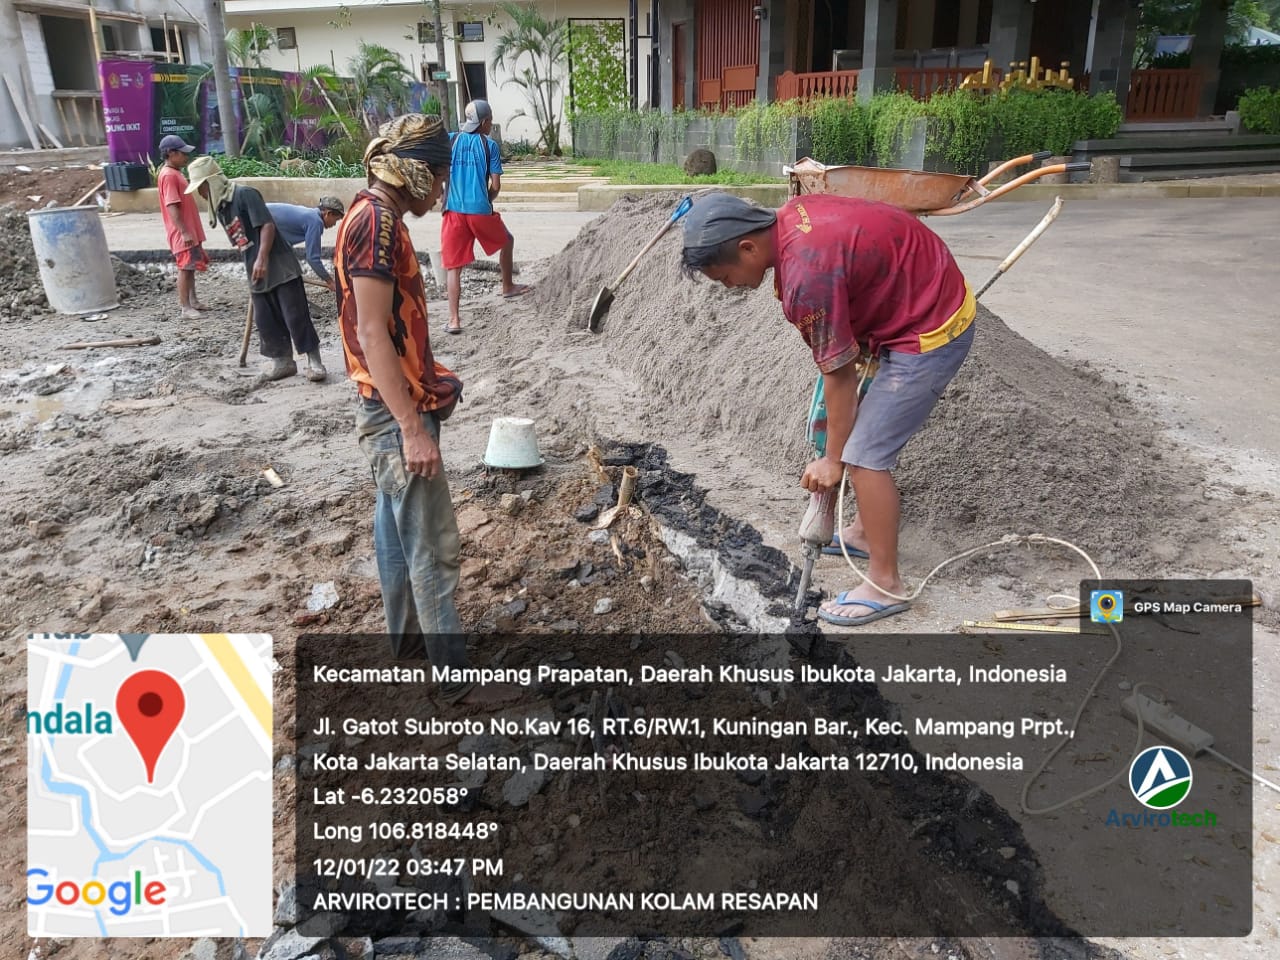 UNDER
CONSTRUCTION
GPS Map Camera
Kecamatan Mampang Prapatan, Daerah Khusus Ibukota Jakarta, Indonesia
Jl. Gatot Subroto No.Kav 16, RT.6/RW.1, Kuningan Bar., Kec. Mampang Prpt.,
Kota Jakarta Selatan, Daerah Khusus Ibukota Jakarta 12710, Indonesia
Lat -6.232058°
Long 106.818448°
12/01/22 03:47 PM
ARVIROTECH : PEMBANGUNAN KOLAM RESAPAN
Arvirotech
ndala
Google